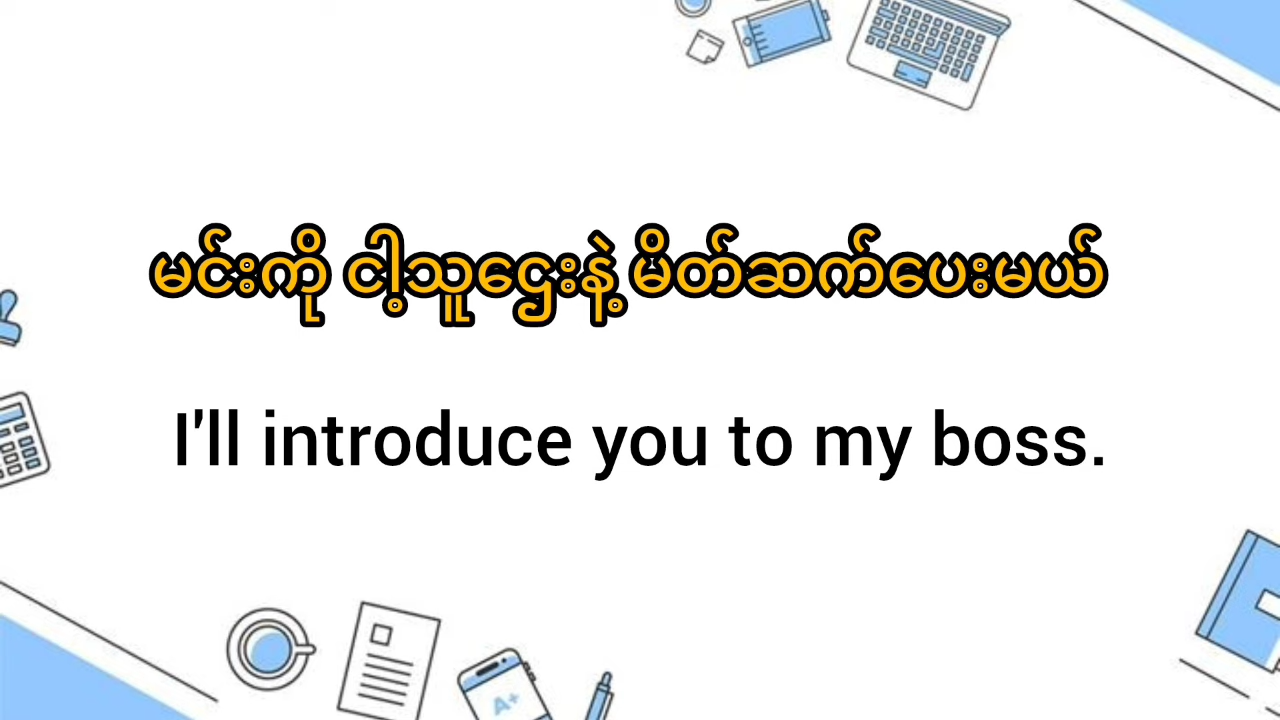 မင်းကို ငါ့သူဌေးနဲ့ မိတ်ဆက်ပေးမယ်
I'll introduce you to my boss.
A+